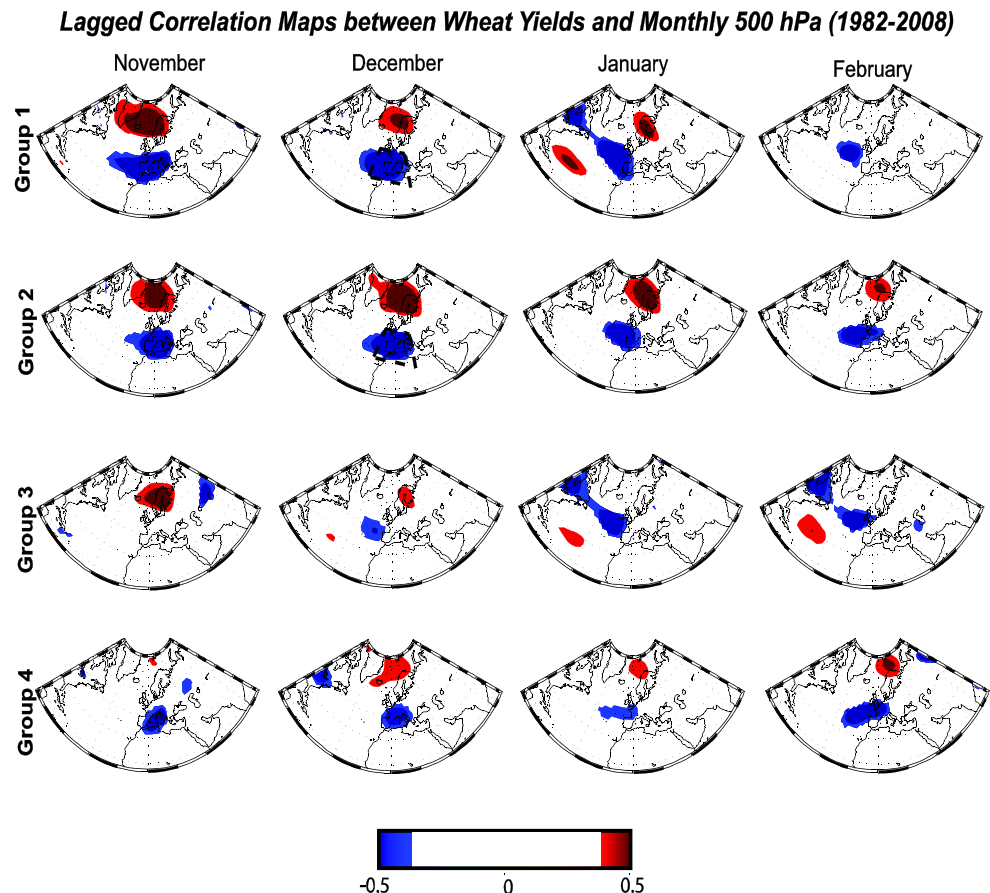 Lagged Correlation Maps between Wheat Yields and Monthly 500 hPa (1982-2008)
November December January February
Group 1
Group 2
Group 3
Group 4
-0.5 0 0.5